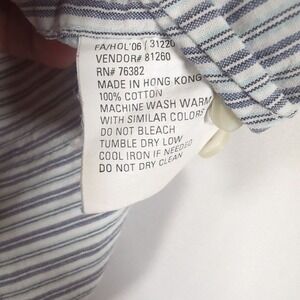 FA/HOL'06 / 31220
VENDOR# 81260
RN# 76382
MADE IN HONG KONG
100% COTTON
MACHINE WASH WARM
WITH SIMILAR COLORS
DO NOT BLEACH
TUMBLE DRY LOW
COOL IRON IF NEEDED
DO NOT DRY CLEAN